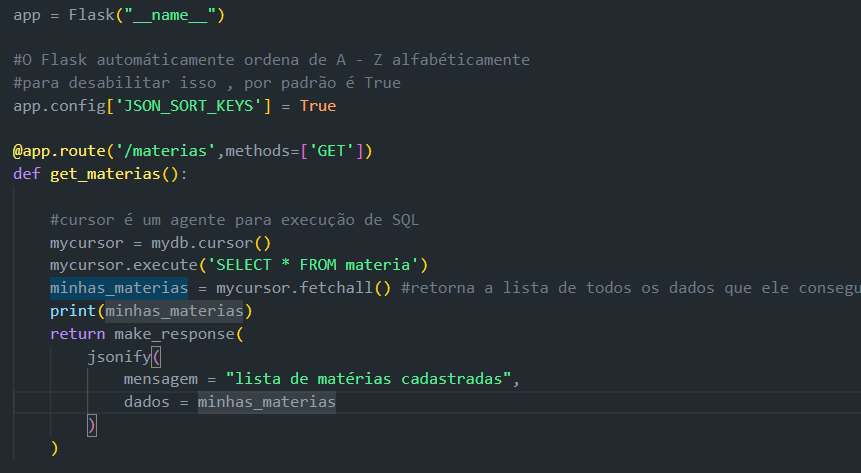 app = Flask("__name__")
#O Flask automáticamente ordena de A - Z alfabéticamente
#para desabilitar isso , por padrão é True
app.config['JSON_SORT_KEYS'] = True
@app.route('/materias',methods=['GET'])
def get_materias():
#cursor é um agente para execução de SQL
mycursor = mydb.cursor()
mycursor.execute('SELECT * FROM materia')
minhas_materias = mycursor.fetchall() #retorna a lista de todos os dados que ele consegu
print(minhas_materias)
return make_response(
jsonify(
mensagem = "lista de matérias cadastradas",
dados = minhas_materias
)
)